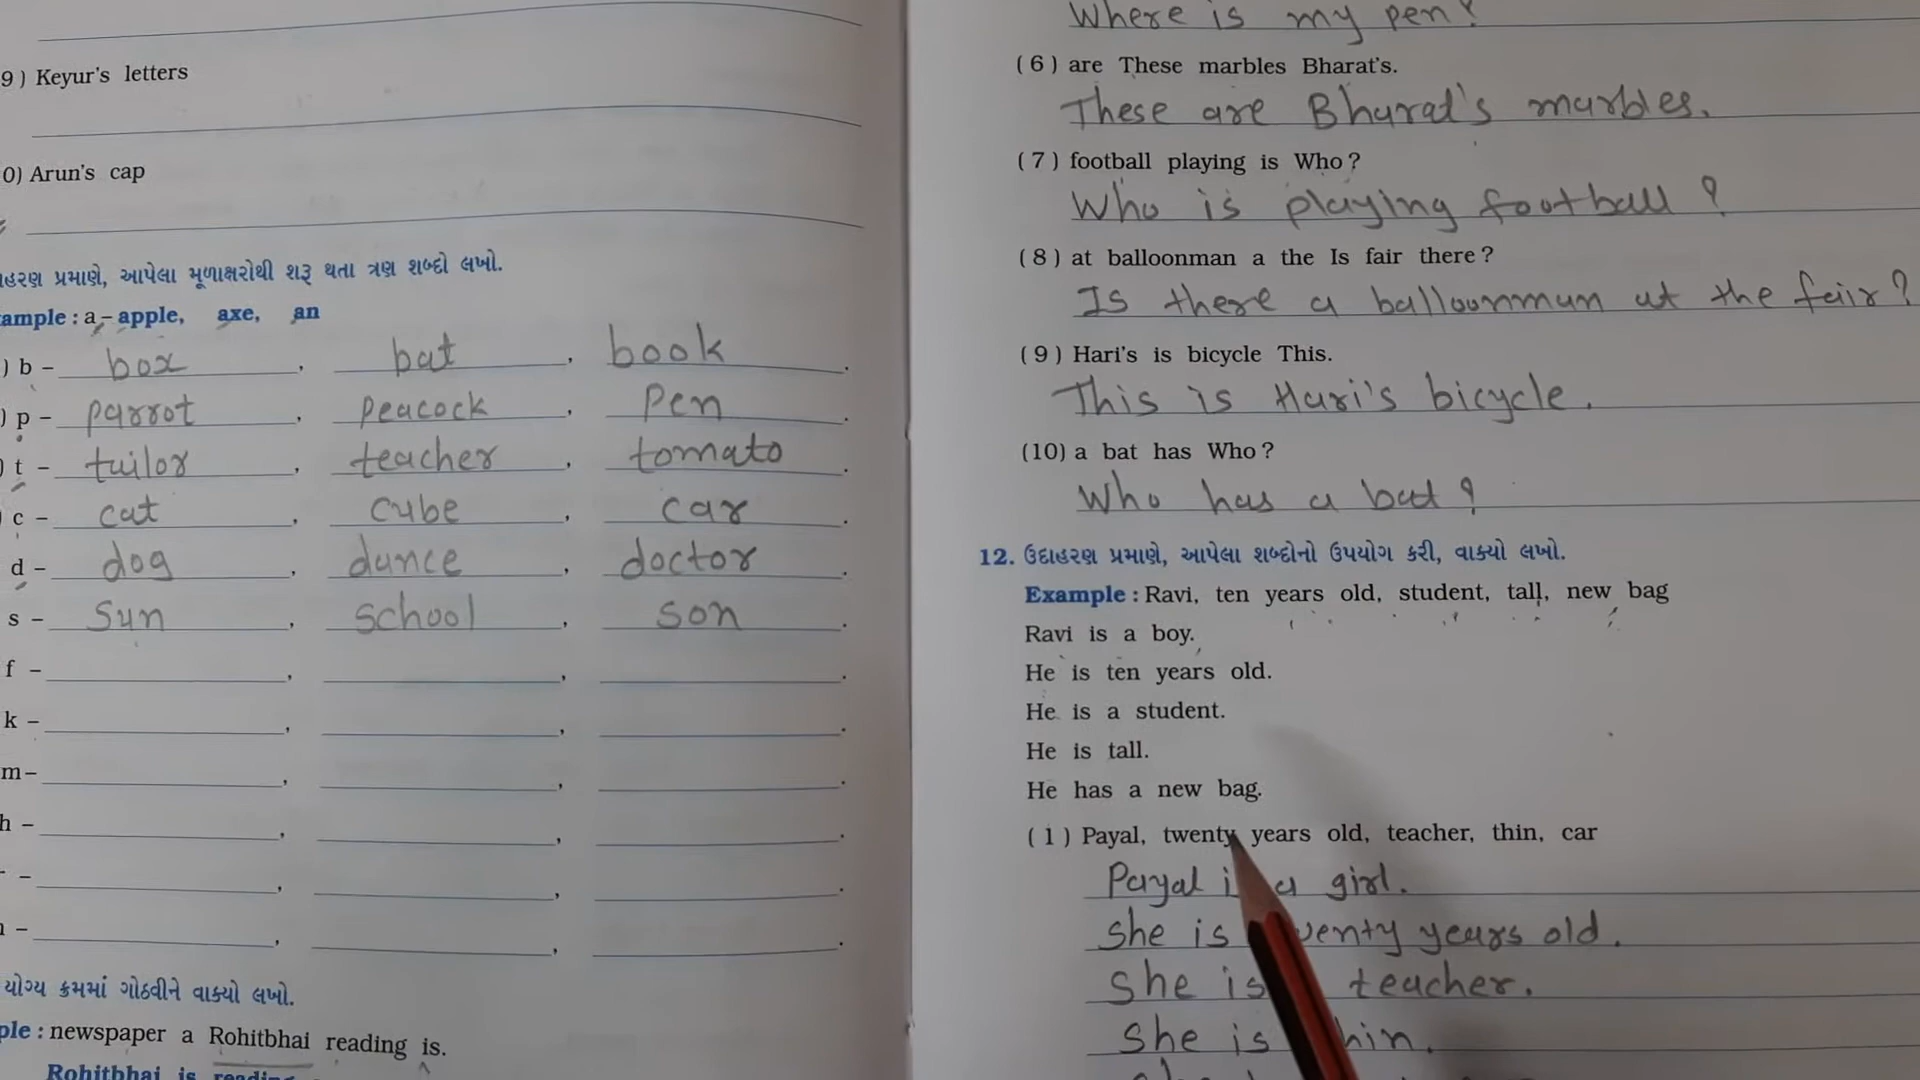 9) Keyur's letters
0) Arun's cap
ાહરણ પ્રમાણે, આપેલા મૂળાક્ષરોથી શરૂ થતા ત્રણ શબ્દો લખો.
ample : a – apple, axe, an
) b – box, bat, book.
) p – parrot, peacock, pen.
) t – tailor, teacher, tomato.
c – cat, cube, car.
d – dog, dance, doctor.
s – sun, school, son.
f –
k –
m –
h –
યોગ્ય ક્રમમાં ગોઠવીને વાક્યો લખો.
ple : newspaper a Rohitbhai reading is.
Rohitbhai is
Where is my pen?
(6) are These marbles Bharat's.
These are Bharat's marbles.
(7) football playing is Who?
Who is playing football?
(8) at balloonman a the Is fair there?
Is there a balloonman at the fair?
(9) Hari's is bicycle This.
This is Hari's bicycle.
(10) a bat has Who?
Who has a bat?
12. ઉદાહરણ પ્રમાણે, આપેલા શબ્દોનો ઉપયોગ કરી, વાક્યો લખો.
Example : Ravi, ten years old, student, tall, new bag
Ravi is a boy.
He is ten years old.
He is a student.
He is tall.
He has a new bag.
(1) Payal, twenty years old, teacher, thin, car
Payal a girl.
She is years old.
She is teacher.
She is